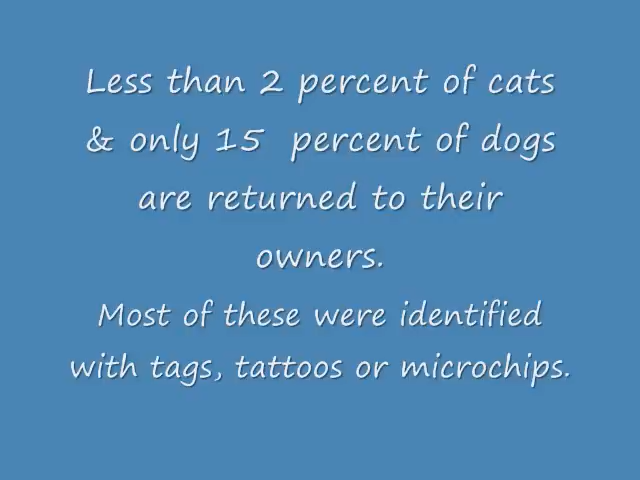 Less than 2 percent of cats
& only 15 percent of dogs
are returned to their
owners.
Most of these were identified
with tags, tattoos or microchips.